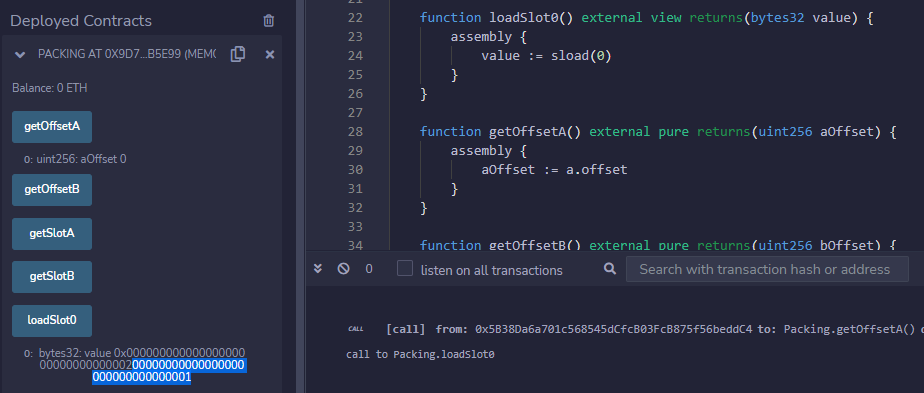 Deployed Contracts
PACKING AT 0X9D7...B5E99 (MEMO
Balance: 0 ETH
getOffsetA
0: uint256: aOffset 0
getOffsetB
getSlotA
getSlotB
loadSlot0
0: bytes32: value 0x000000000000000000
0000000000000200000000000000000000
00000000000001
21
22 function loadSlot0() external view returns(bytes32 value) {
23 assembly {
24 value := sload(0)
25 }
26 }
27
28 function getOffsetA() external pure returns(uint256 aOffset) {
29 assembly {
30 aOffset := a.offset
31 }
32 }
33
34 function getOffsetB() external pure returns(uint256 bOffset) {
0
listen on all transactions
Search with transaction hash or address
CALL [call] from: 0x5B38Da6a701c568545dCfcB03FcB875f56beddC4 to: Packing.getOffsetA()
call to Packing.loadSlot0